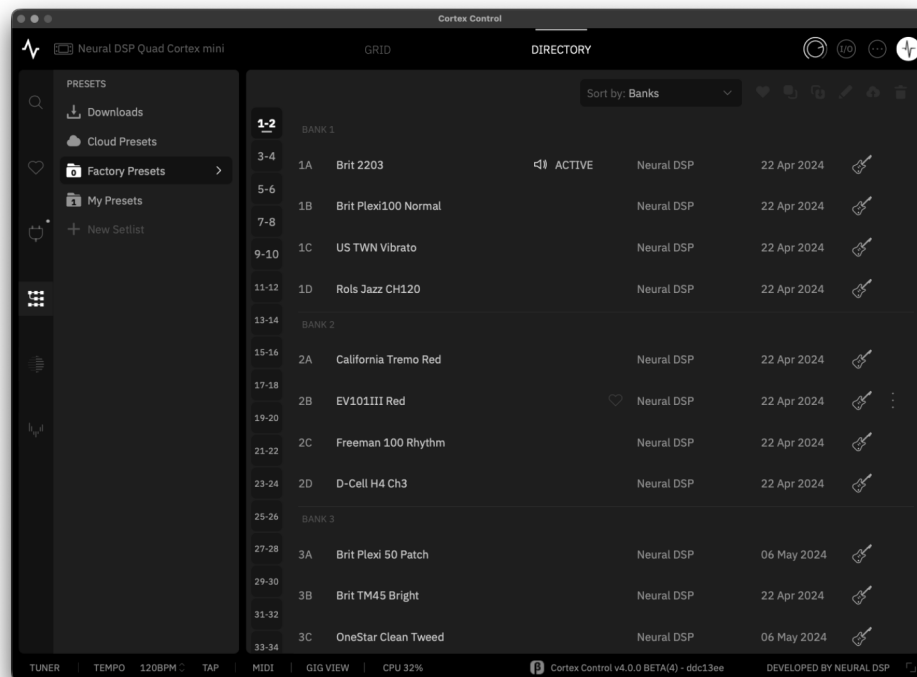 Cortex Control
Neural DSP Quad Cortex mini
GRID
DIRECTORY
1/0
PRESETS
Downloads
Cloud Presets
0 Factory Presets
1 My Presets
New Setlist
Sort by: Banks
1-2
3-4
5-6
7-8
9-10
11-12
13-14
15-16
17-18
19-20
21-22
23-24
25-26
27-28
29-30
31-32
33-34
BANK 1
1A Brit 2203 ACTIVE Neural DSP 22 Apr 2024
1B Brit Plexi100 Normal Neural DSP 22 Apr 2024
1C US TWN Vibrato Neural DSP 22 Apr 2024
1D Rols Jazz CH120 Neural DSP 22 Apr 2024
BANK 2
2A California Tremo Red Neural DSP 22 Apr 2024
2B EV101III Red Neural DSP 22 Apr 2024
2C Freeman 100 Rhythm Neural DSP 22 Apr 2024
2D D-Cell H4 Ch3 Neural DSP 22 Apr 2024
BANK 3
3A Brit Plexi 50 Patch Neural DSP 06 May 2024
3B Brit TM45 Bright Neural DSP 22 Apr 2024
3C OneStar Clean Tweed Neural DSP 06 May 2024
TUNER TEMPO 120BPM TAP MIDI GIG VIEW CPU 32% β Cortex Control v4.0.0 BETA(4) - ddc13ee DEVELOPED BY NEURAL DSP